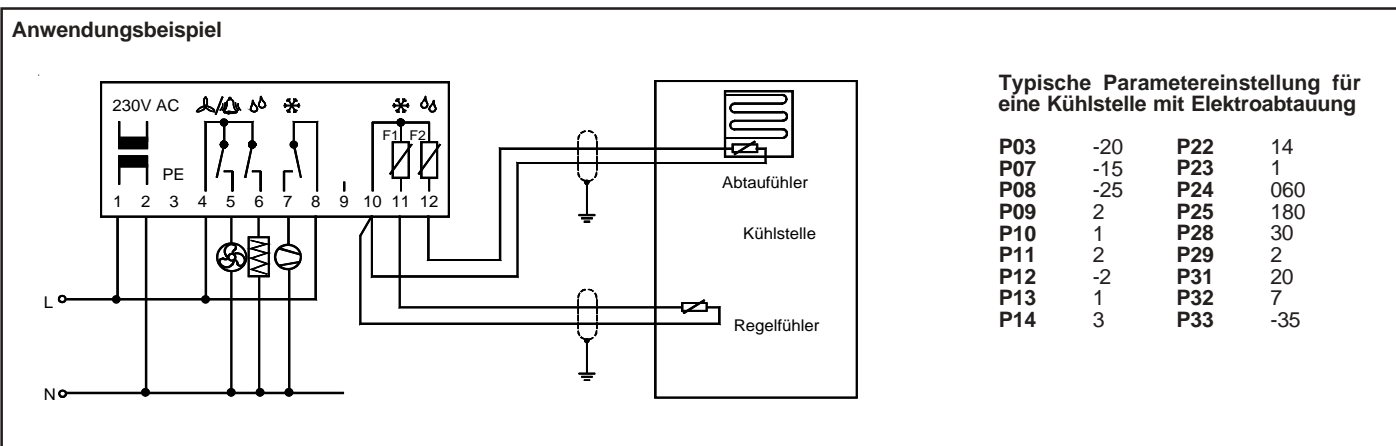 Anwendungsbeispiel
230V AC
F1 F2
PE
1 2 3 4 5 6 7 8 9 10 11 12
L
N
Abtaufühler
Kühlstelle
Regelfühler
Typische Parametereinstellung für
eine Kühlstelle mit Elektroabtauung
P03 -20 P22 14
P07 -15 P23 1
P08 -25 P24 060
P09 2 P25 180
P10 1 P28 30
P11 2 P29 2
P12 -2 P31 20
P13 1 P32 7
P14 3 P33 -35